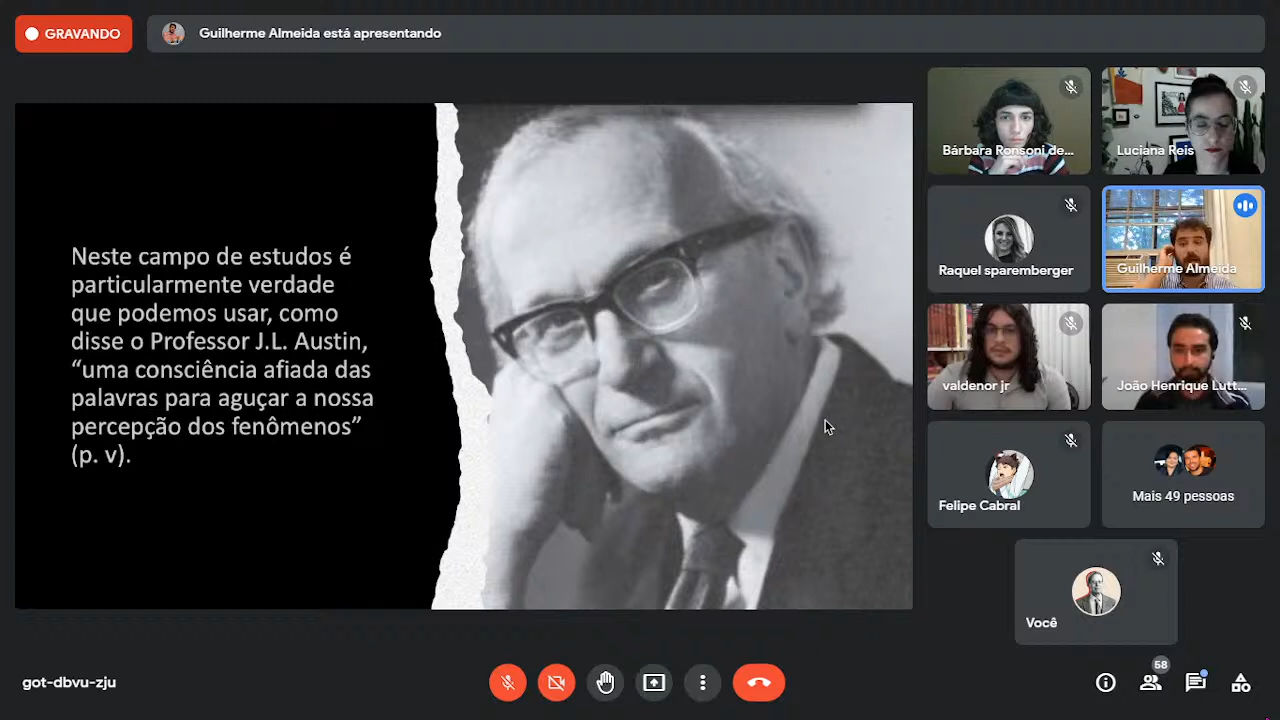 GRAVANDO
Guilherme Almeida está apresentando
Neste campo de estudos é
particularmente verdade
que podemos usar, como
disse o Professor J.L. Austin,
“uma consciência afiada das
palavras para aguçar a nossa
percepção dos fenômenos”
(p. v).
Bárbara Ronsoni de...
Luciana Reis
Raquel sparemberger
Guilherme Almeida
valdenor jr
João Henrique Lutt...
Felipe Cabral
Mais 49 pessoas
Você
got-dbvu-zju
58